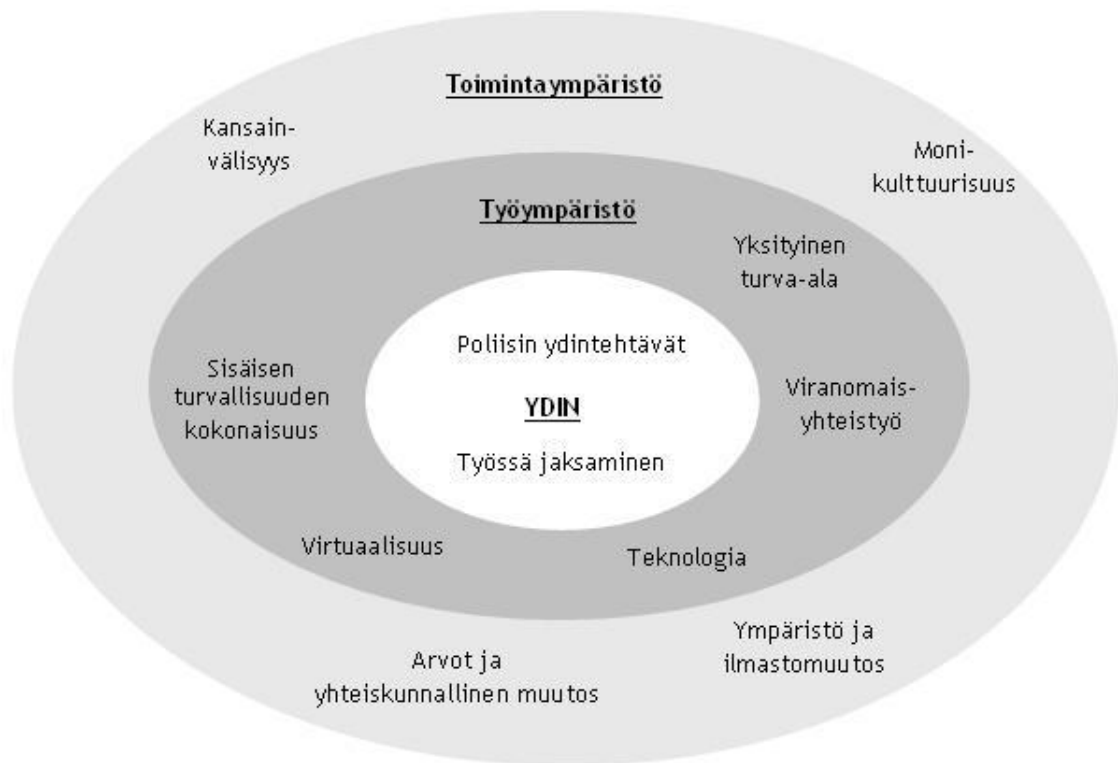 Toimintaympäristö
Kansain-
välisyys
Moni-
kulttuurisuus
Työympäristö
Yksityinen
turva-ala
Poliisin ydintehtävät
Sisäisen
turvallisuuden
kokonaisuus
YDIN
Viranomais-
yhteistyö
Työssä jaksaminen
Virtuaalisuus
Teknologia
Ympäristö ja
ilmastomuutos
Arvot ja
yhteiskunnallinen muutos